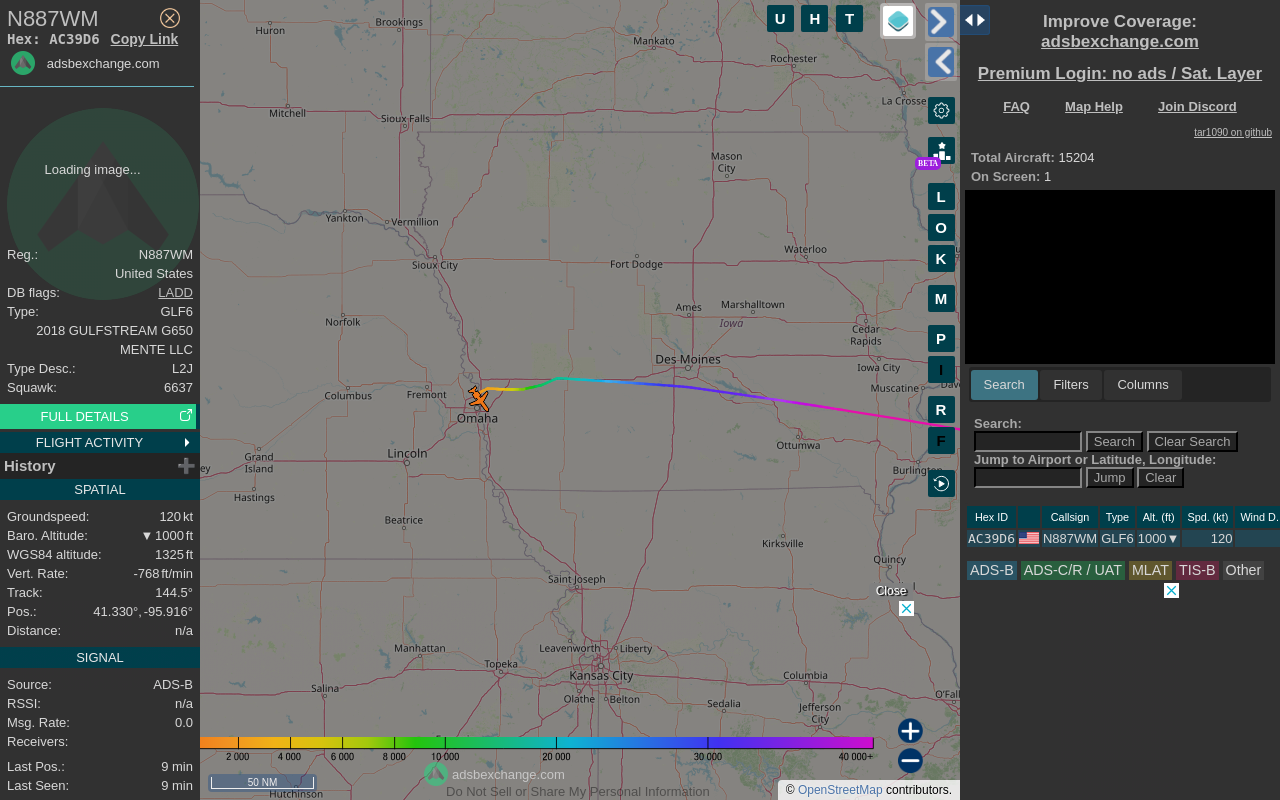 N887WM
Hex: AC39D6 Copy Link
adsbexchange.com
Loading image...
Reg.: N887WM
United States
DB flags: LADD
Type: GLF6
2018 GULFSTREAM G650
MENTE LLC
Type Desc.: L2J
Squawk: 6637
FULL DETAILS
FLIGHT ACTIVITY
History
SPATIAL
Groundspeed: 120 kt
Baro. Altitude: ▼ 1000 ft
WGS84 altitude: 1325 ft
Vert. Rate: -768 ft/min
Track: 144.5°
Pos.: 41.330°, -95.916°
Distance: n/a
SIGNAL
Source: ADS-B
RSSI: n/a
Msg. Rate: 0.0
Receivers:
Last Pos.: 9 min
Last Seen: 9 min
U H T
Huron
Brookings
Mankato
Rochester
La Crosse
Mitchell
Sioux Falls
Mason
City
BETA
Yankton
Vermillion
Waterloo
Sioux City
Fort Dodge
Ames
Marshalltown
Iowa
Norfolk
Cedar
Rapids
Des Moines
Iowa City
Columbus
Fremont
Muscatine
Dav
Omaha
Ottumwa
Lincoln
Grand
Island
ey
Burlington
Hastings
Beatrice
Kirksville
Quincy
Saint Joseph
Close
Manhattan
Leavenworth
Liberty
Topeka
Kansas City
Columbia
Salina
Olathe
Belton
Sedalia
Jefferson
City
O'Fal
Hutchinson
L
O
K
M
P
I
R
F
2 000 4 000 6 000 8 000 10 000 20 000 30 000 40 000+
50 NM
adsbexchange.com
Do Not Sell or Share My Personal Information
© OpenStreetMap contributors.
Improve Coverage:
adsbexchange.com
Premium Login: no ads / Sat. Layer
FAQ Map Help Join Discord
tar1090 on github
Total Aircraft: 15204
On Screen: 1
Search Filters Columns
Search:
Search Clear Search
Jump to Airport or Latitude, Longitude:
Jump Clear
Hex ID Callsign Type Alt. (ft) Spd. (kt) Wind D.
AC39D6 N887WM GLF6 1000▼ 120
ADS-B ADS-C/R / UAT MLAT TIS-B Other